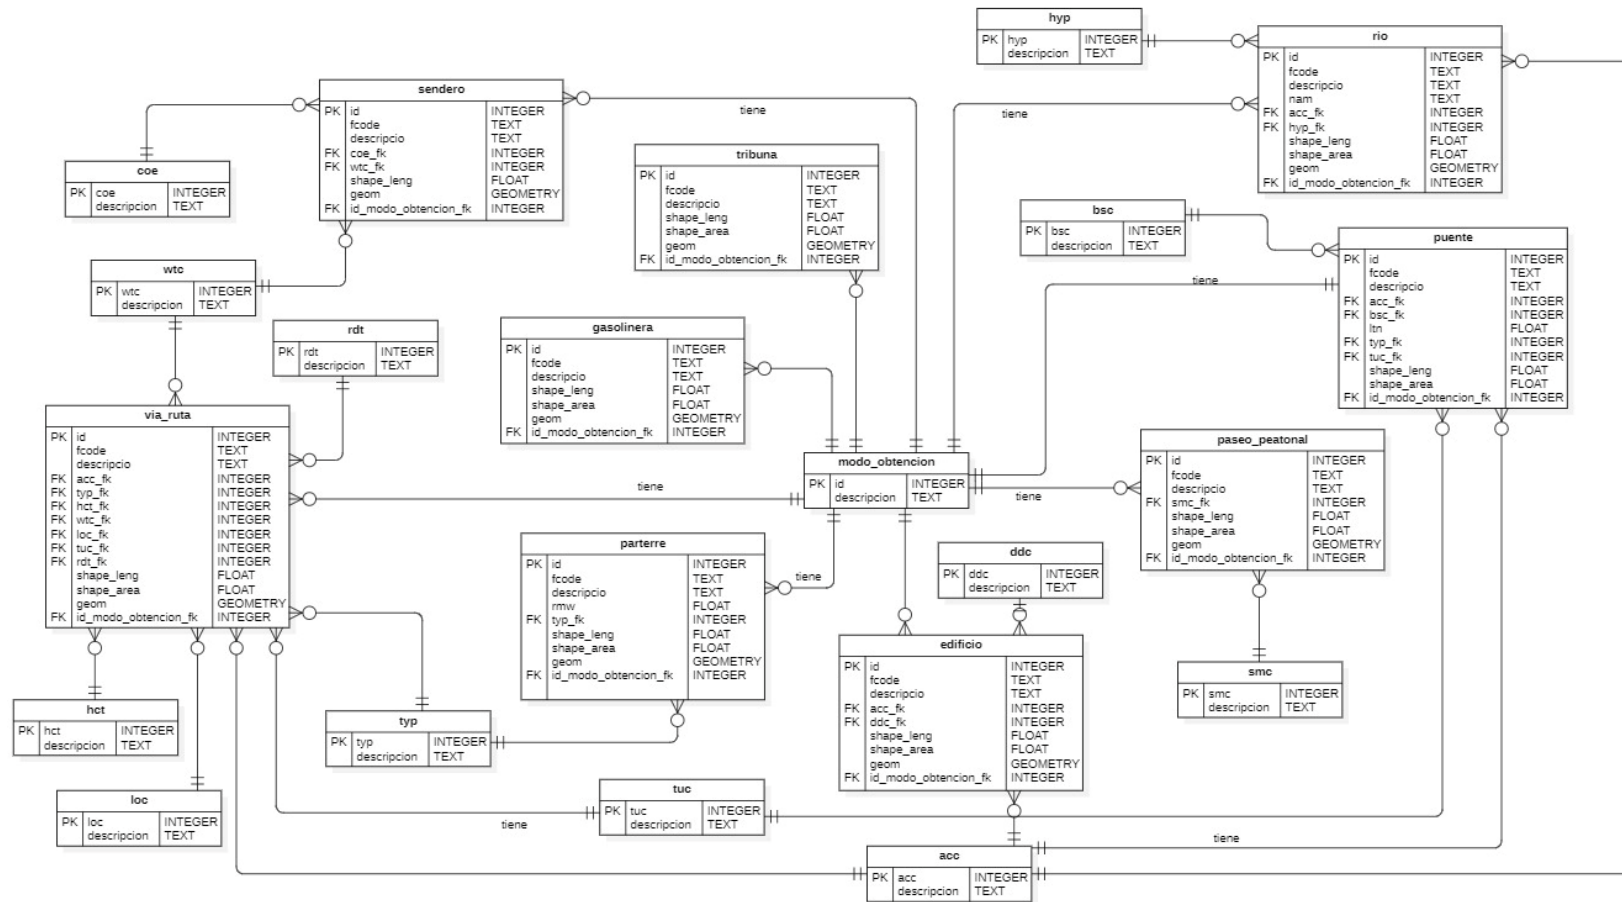 hyp
PK hyp INTEGER
descripcion TEXT
rio
PK id INTEGER
fcode TEXT
descripcio TEXT
nam TEXT
FK acc_fk INTEGER
FK hyp_fk INTEGER
shape_leng FLOAT
shape_area FLOAT
geom GEOMETRY
FK id_modo_obtencion_fk INTEGER
sendero
PK id INTEGER
fcode TEXT
descripcio TEXT
FK coe_fk INTEGER
FK wtc_fk INTEGER
shape_leng FLOAT
geom GEOMETRY
FK id_modo_obtencion_fk INTEGER
tiene
tiene
coe
PK coe INTEGER
descripcion TEXT
tribuna
PK id INTEGER
fcode TEXT
descripcio TEXT
shape_leng FLOAT
shape_area FLOAT
geom GEOMETRY
FK id_modo_obtencion_fk INTEGER
bsc
PK bsc INTEGER
descripcion TEXT
puente
PK id INTEGER
fcode TEXT
descripcio TEXT
FK acc_fk INTEGER
FK bsc_fk INTEGER
ltn FLOAT
FK typ_fk INTEGER
FK tuc_fk INTEGER
shape_leng FLOAT
shape_area FLOAT
FK id_modo_obtencion_fk INTEGER
tiene
wtc
PK wtc INTEGER
descripcion TEXT
rdt
PK rdt INTEGER
descripcion TEXT
gasolinera
PK id INTEGER
fcode TEXT
descripcio TEXT
shape_leng FLOAT
shape_area FLOAT
geom GEOMETRY
FK id_modo_obtencion_fk INTEGER
via_ruta
PK id INTEGER
fcode TEXT
descripcio TEXT
FK acc_fk INTEGER
FK typ_fk INTEGER
FK hct_fk INTEGER
FK wtc_fk INTEGER
FK loc_fk INTEGER
FK tuc_fk INTEGER
FK rdt_fk INTEGER
shape_leng FLOAT
shape_area FLOAT
geom GEOMETRY
FK id_modo_obtencion_fk INTEGER
tiene
modo_obtencion
PK id INTEGER
descripcion TEXT
tiene
paseo_peatonal
PK id INTEGER
fcode TEXT
descripcio TEXT
FK smc_fk INTEGER
shape_leng FLOAT
shape_area FLOAT
geom GEOMETRY
FK id_modo_obtencion_fk INTEGER
parterre
PK id INTEGER
fcode TEXT
descripcio TEXT
rmw FLOAT
FK typ_fk INTEGER
shape_leng FLOAT
shape_area FLOAT
geom GEOMETRY
FK id_modo_obtencion_fk INTEGER
tiene
ddc
PK ddc INTEGER
descripcion TEXT
edificio
PK id INTEGER
fcode TEXT
descripcio TEXT
FK acc_fk INTEGER
FK ddc_fk INTEGER
shape_leng FLOAT
shape_area FLOAT
geom GEOMETRY
FK id_modo_obtencion_fk INTEGER
smc
PK smc INTEGER
descripcion TEXT
hct
PK hct INTEGER
descripcion TEXT
typ
PK typ INTEGER
descripcion TEXT
loc
PK loc INTEGER
descripcion TEXT
tuc
PK tuc INTEGER
descripcion TEXT
tiene
tiene
acc
PK acc INTEGER
descripcion TEXT